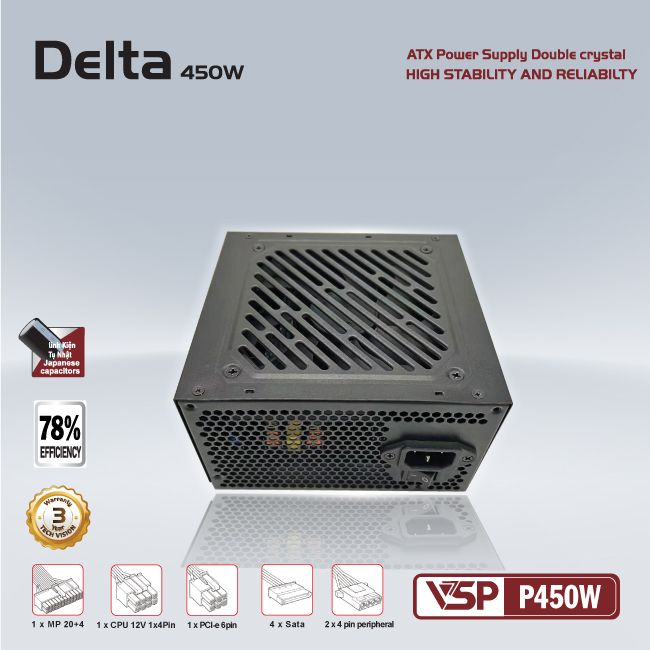 Delta 450W
ATX Power Supply Double crystal
HIGH STABILITY AND RELIABILTY
Linh Kiện
Tụ Nhật
Japanese
capacitors
78%
EFFICIENCY
Warranty
3
Year
TECH VISION
1 x MP 20+4
1 x CPU 12V 1x4Pin
1 x PCI-e 6pin
4 x Sata
2 x 4 pin peripheral
VSP P450W